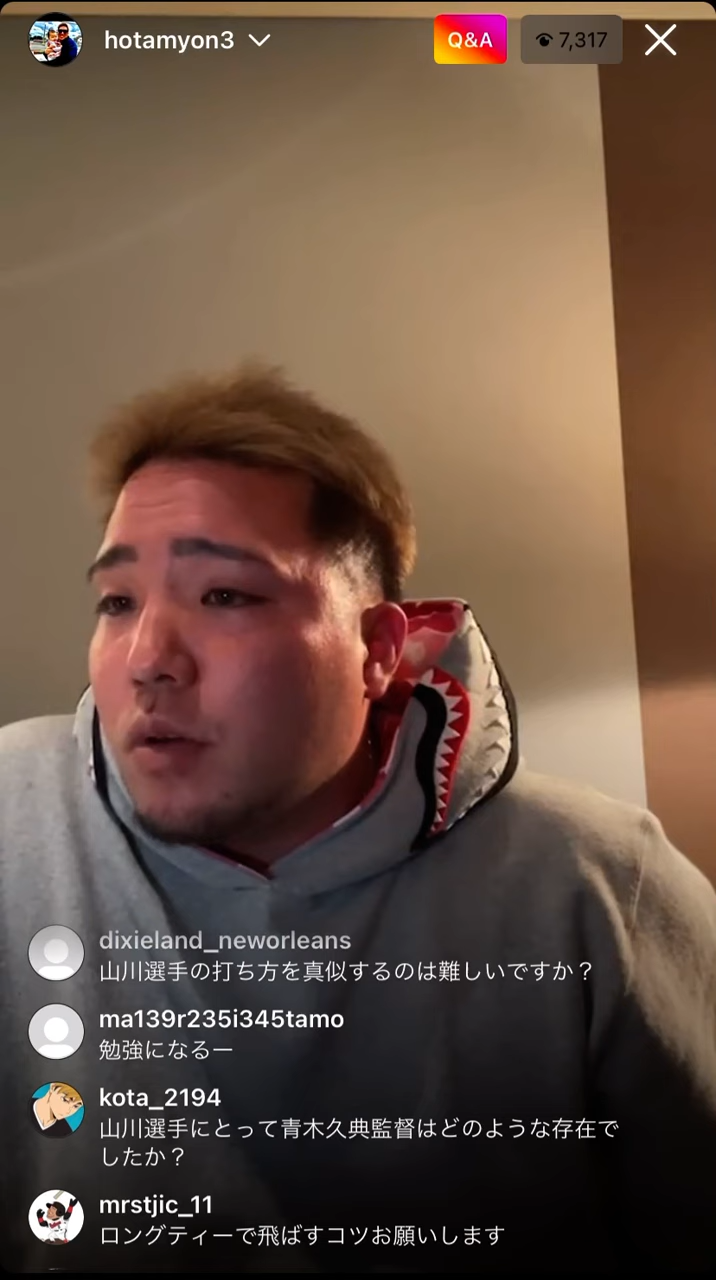 hotamyon3
Q&A
7,317
dixieland_neworleans
山川選手の打ち方を真似するのは難しいですか？
ma139r235i345tamo
勉強になるー
kota_2194
山川選手にとって青木久典監督はどのような存在で
したか？
mrstjic_11
ロングティーで飛ばすコツお願いします